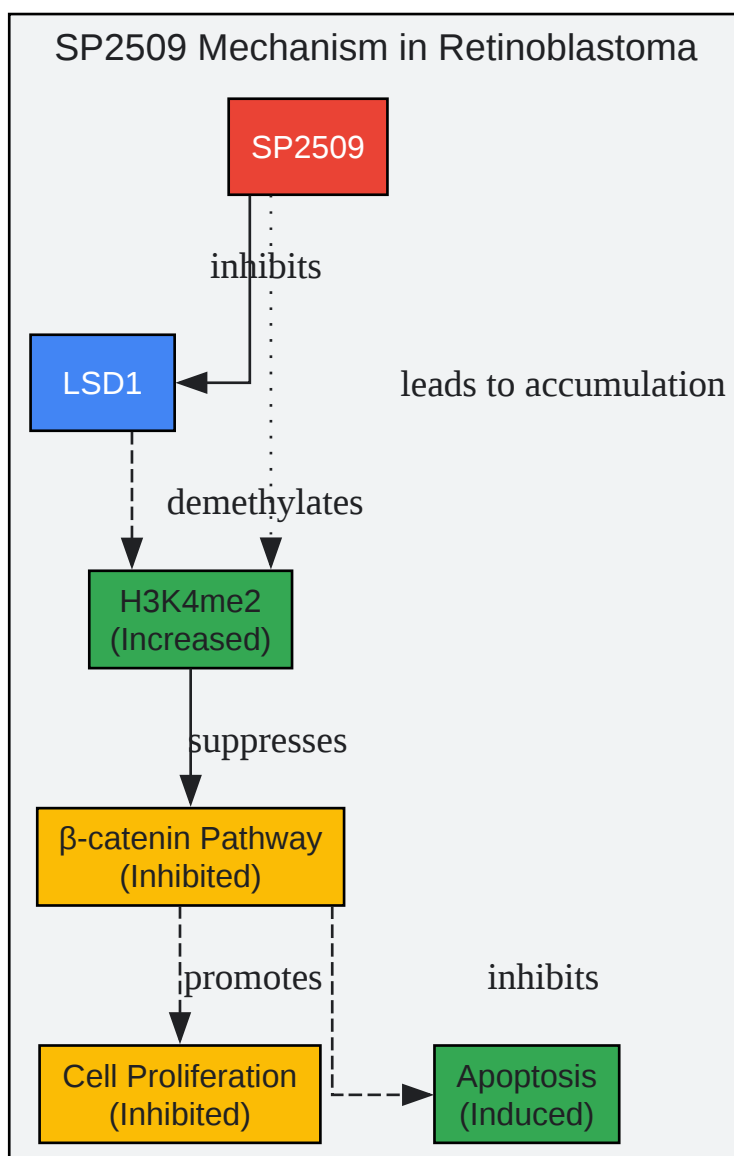 SP2509 Mechanism in Retinoblastoma
SP2509
inhibits
LSD1
leads to accumulation
demethylates
H3K4me2
(Increased)
suppresses
β-catenin Pathway
(Inhibited)
promotes
inhibits
Cell Proliferation
(Inhibited)
Apoptosis
(Induced)